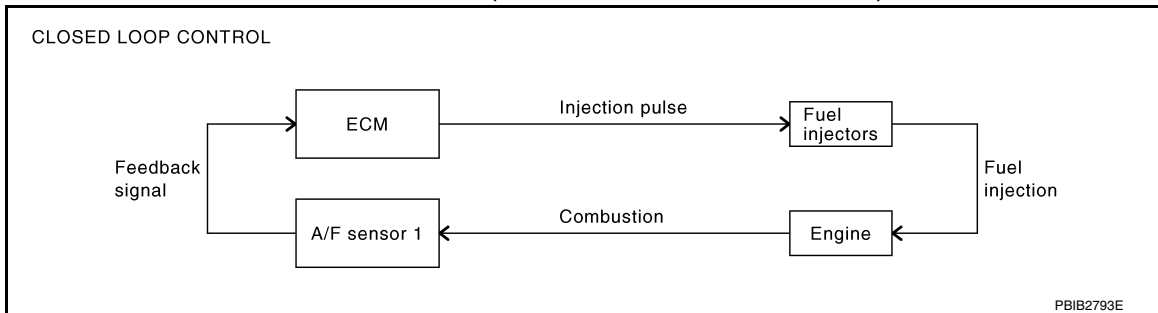 CLOSED LOOP CONTROL
ECM
Injection pulse
Fuel
injectors
Feedback
signal
Fuel
injection
A/F sensor 1
Combustion
Engine
PBIB2793E